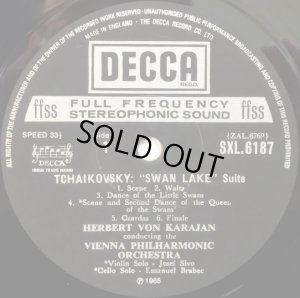 ALL RIGHTS OF THE MANUFACTURER AND OF THE OWNER OF THE RECORDED WORK RESERVED · UNAUTHORISED PUBLIC PERFORMANCE BROADCASTING AND COPYING OF THIS RECORD PROHIBITED
MADE IN ENGLAND · THE DECCA RECORD CO LTD
DECCA
REGD.
ffss
FULL FREQUENCY
STEREOPHONIC SOUND
ffss
SPEED 33⅓
(ZAL.6769)
SXL.6187
SOLD OUT
DECCA
TCHAIKOVSKY: "SWAN LAKE" Suite
1. Scene 2. Waltz
3. Dance of the Little Swans
4. *Scene and Second Dance of the Queen
of the Swans
5. Czardas 6. Finale
HERBERT VON KARAJAN
conducting the
VIENNA PHILHARMONIC
ORCHESTRA
*Violin Solo - Josef Sivo
*Cello Solo - Emanuel Brabec
℗ 1965